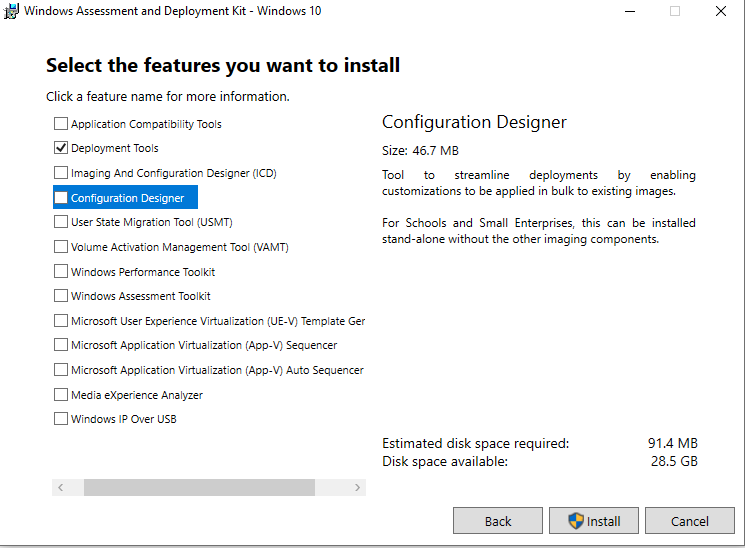 Windows Assessment and Deployment Kit - Windows 10
Select the features you want to install
Click a feature name for more information.
Application Compatibility Tools
Deployment Tools
Imaging And Configuration Designer (ICD)
Configuration Designer
User State Migration Tool (USMT)
Volume Activation Management Tool (VAMT)
Windows Performance Toolkit
Windows Assessment Toolkit
Microsoft User Experience Virtualization (UE-V) Template Ger
Microsoft Application Virtualization (App-V) Sequencer
Microsoft Application Virtualization (App-V) Auto Sequencer
Media eXperience Analyzer
Windows IP Over USB
Configuration Designer
Size: 46.7 MB
Tool to streamline deployments by enabling
customizations to be applied in bulk to existing images.
For Schools and Small Enterprises, this can be installed
stand-alone without the other imaging components.
Estimated disk space required: 91.4 MB
Disk space available: 28.5 GB
Back Install Cancel